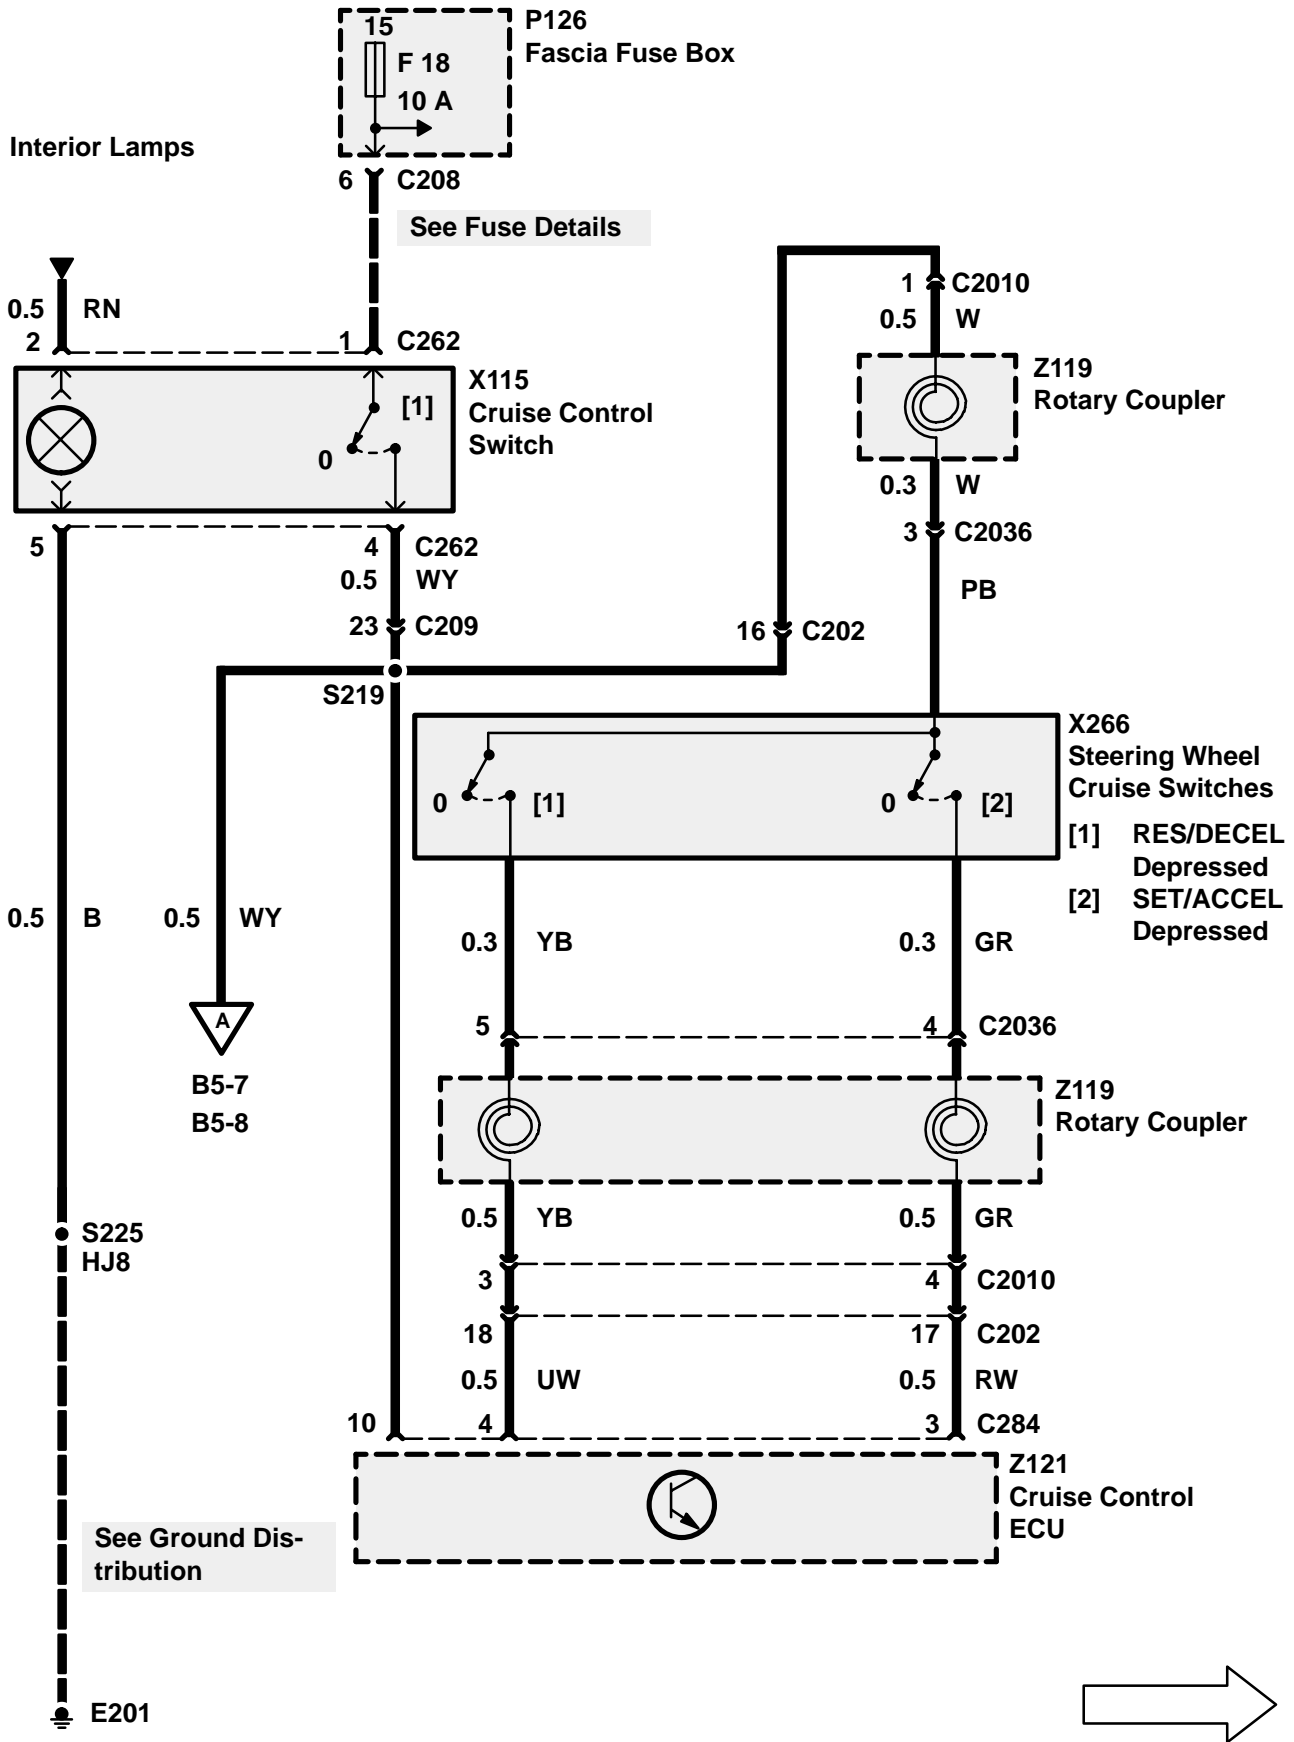 15
P126
Fascia Fuse Box
F 18
10 A
Interior Lamps
6 C208
See Fuse Details
1 C2010
0.5 RN
0.5 W
2
1 C262
Z119
Rotary Coupler
X115
Cruise Control
Switch
[1]
0
0.3 W
3 C2036
5
4 C262
0.5 WY
PB
23 C209
16 C202
S219
X266
Steering Wheel
Cruise Switches
0 [1]
0 [2]
[1] RES/DECEL
Depressed
[2] SET/ACCEL
Depressed
0.5 B
0.5 WY
0.3 YB
0.3 GR
A
5
4 C2036
B5-7
B5-8
Z119
Rotary Coupler
0.5 YB
0.5 GR
S225
HJ8
3
4 C2010
18
17 C202
0.5 UW
0.5 RW
10
4
3 C284
Z121
Cruise Control
ECU
See Ground Dis-
tribution
E201